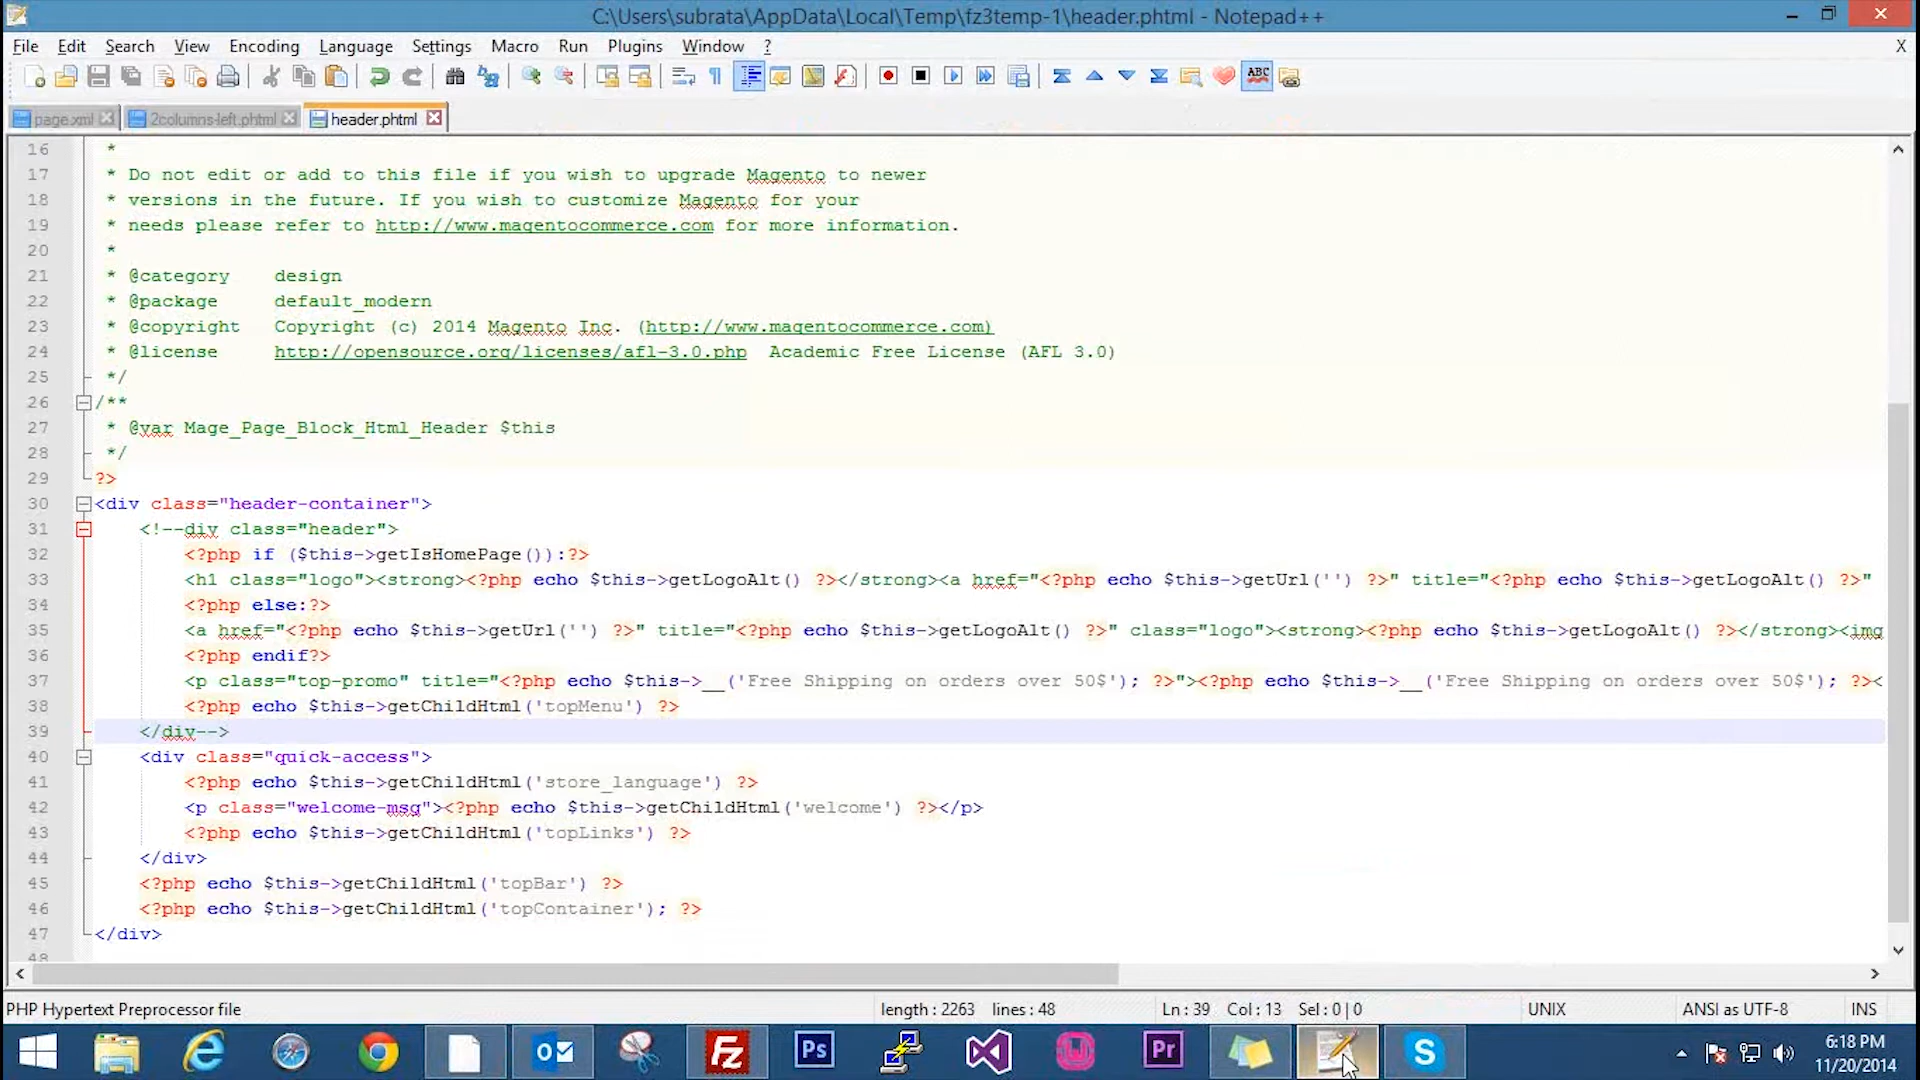 C:\Users\subrata\AppData\Local\Temp\fz3temp-1\header.phtml - Notepad++
File Edit Search View Encoding Language Settings Macro Run Plugins Window ? X
ABC
page.xml 2columns-left.phtml header.phtml
16 *
17 * Do not edit or add to this file if you wish to upgrade Magento to newer
18 * versions in the future. If you wish to customize Magento for your
19 * needs please refer to http://www.magentocommerce.com for more information.
20 *
21 * @category design
22 * @package default_modern
23 * @copyright Copyright (c) 2014 Magento Inc. (http://www.magentocommerce.com)
24 * @license http://opensource.org/licenses/afl-3.0.php Academic Free License (AFL 3.0)
25 */
26 /**
27 * @var Mage_Page_Block_Html_Header $this
28 */
29 ?>
30 <div class="header-container">
31 <!--div class="header">
32 <?php if ($this->getIsHomePage()):?>
33 <h1 class="logo"><strong><?php echo $this->getLogoAlt() ?></strong><a href="<?php echo $this->getUrl('') ?>" title="<?php echo $this->getLogoAlt() ?>"
34 <?php else:?>
35 <a href="<?php echo $this->getUrl('') ?>" title="<?php echo $this->getLogoAlt() ?>" class="logo"><strong><?php echo $this->getLogoAlt() ?></strong><img
36 <?php endif?>
37 <p class="top-promo" title="<?php echo $this->__('Free Shipping on orders over 50$'); ?>"><?php echo $this->__('Free Shipping on orders over 50$'); ?><
38 <?php echo $this->getChildHtml('topMenu') ?>
39 </div-->
40 <div class="quick-access">
41 <?php echo $this->getChildHtml('store_language') ?>
42 <p class="welcome-msg"><?php echo $this->getChildHtml('welcome') ?></p>
43 <?php echo $this->getChildHtml('topLinks') ?>
44 </div>
45 <?php echo $this->getChildHtml('topBar') ?>
46 <?php echo $this->getChildHtml('topContainer'); ?>
47 </div>
48
PHP Hypertext Preprocessor file length : 2263 lines : 48 Ln : 39 Col : 13 Sel : 0 | 0 UNIX ANSI as UTF-8 INS
Fz Ps Pr S
6:18 PM
11/20/2014